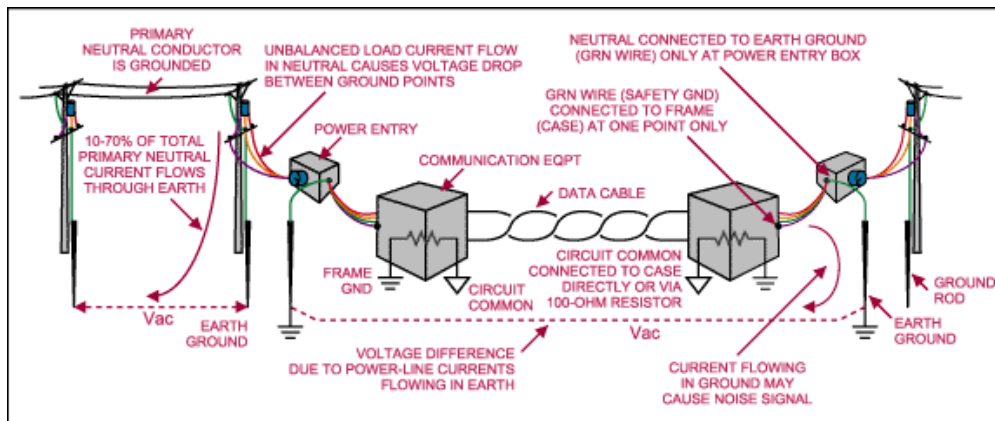 PRIMARY
NEUTRAL CONDUCTOR
IS GROUNDED
UNBALANCED LOAD CURRENT FLOW
IN NEUTRAL CAUSES VOLTAGE DROP
BETWEEN GROUND POINTS
NEUTRAL CONNECTED TO EARTH GROUND
(GRN WIRE) ONLY AT POWER ENTRY BOX
GRN WIRE (SAFETY GND)
CONNECTED TO FRAME
(CASE) AT ONE POINT ONLY
10-70% OF TOTAL
PRIMARY NEUTRAL
CURRENT FLOWS
THROUGH EARTH
POWER ENTRY
COMMUNICATION EQPT
DATA CABLE
FRAME
GND
CIRCUIT
COMMON
CIRCUIT COMMON
CONNECTED TO CASE
DIRECTLY OR VIA
100-OHM RESISTOR
GROUND
ROD
Vac
EARTH
GROUND
Vac
EARTH
GROUND
VOLTAGE DIFFERENCE
DUE TO POWER-LINE CURRENTS
FLOWING IN EARTH
CURRENT FLOWING
IN GROUND MAY
CAUSE NOISE SIGNAL